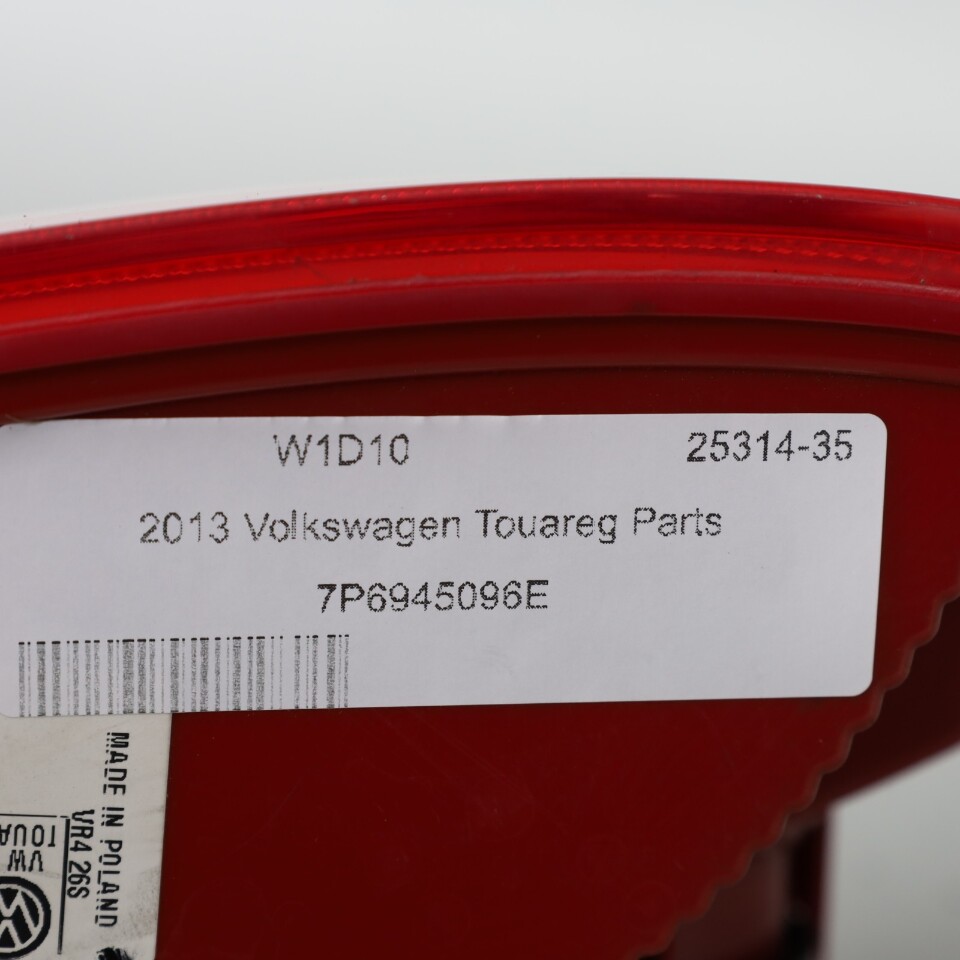 W1D10 25314-35
2013 Volkswagen Touareg Parts
7P6945096E
MADE IN POLAND
VR4 26S
VW
TOUA